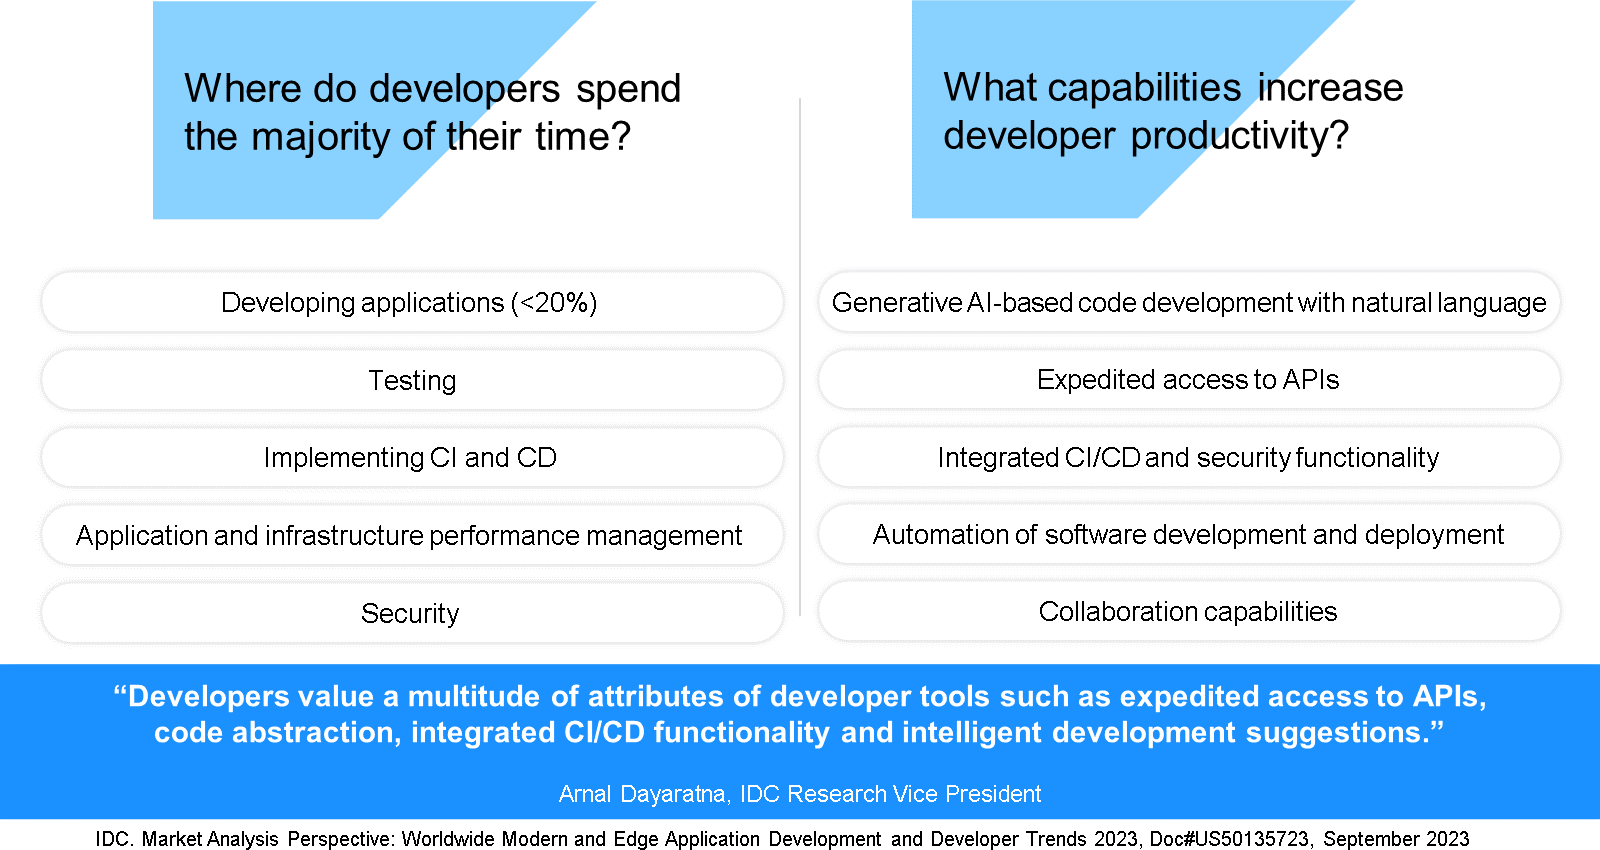 Where do developers spend
the majority of their time?
Developing applications (<20%)
Testing
Implementing CI and CD
Application and infrastructure performance management
Security
What capabilities increase
developer productivity?
Generative AI-based code development with natural language
Expedited access to APIs
Integrated CI/CD and security functionality
Automation of software development and deployment
Collaboration capabilities
“Developers value a multitude of attributes of developer tools such as expedited access to APIs,
code abstraction, integrated CI/CD functionality and intelligent development suggestions.”
Arnal Dayaratna, IDC Research Vice President
IDC. Market Analysis Perspective: Worldwide Modern and Edge Application Development and Developer Trends 2023, Doc#US50135723, September 2023